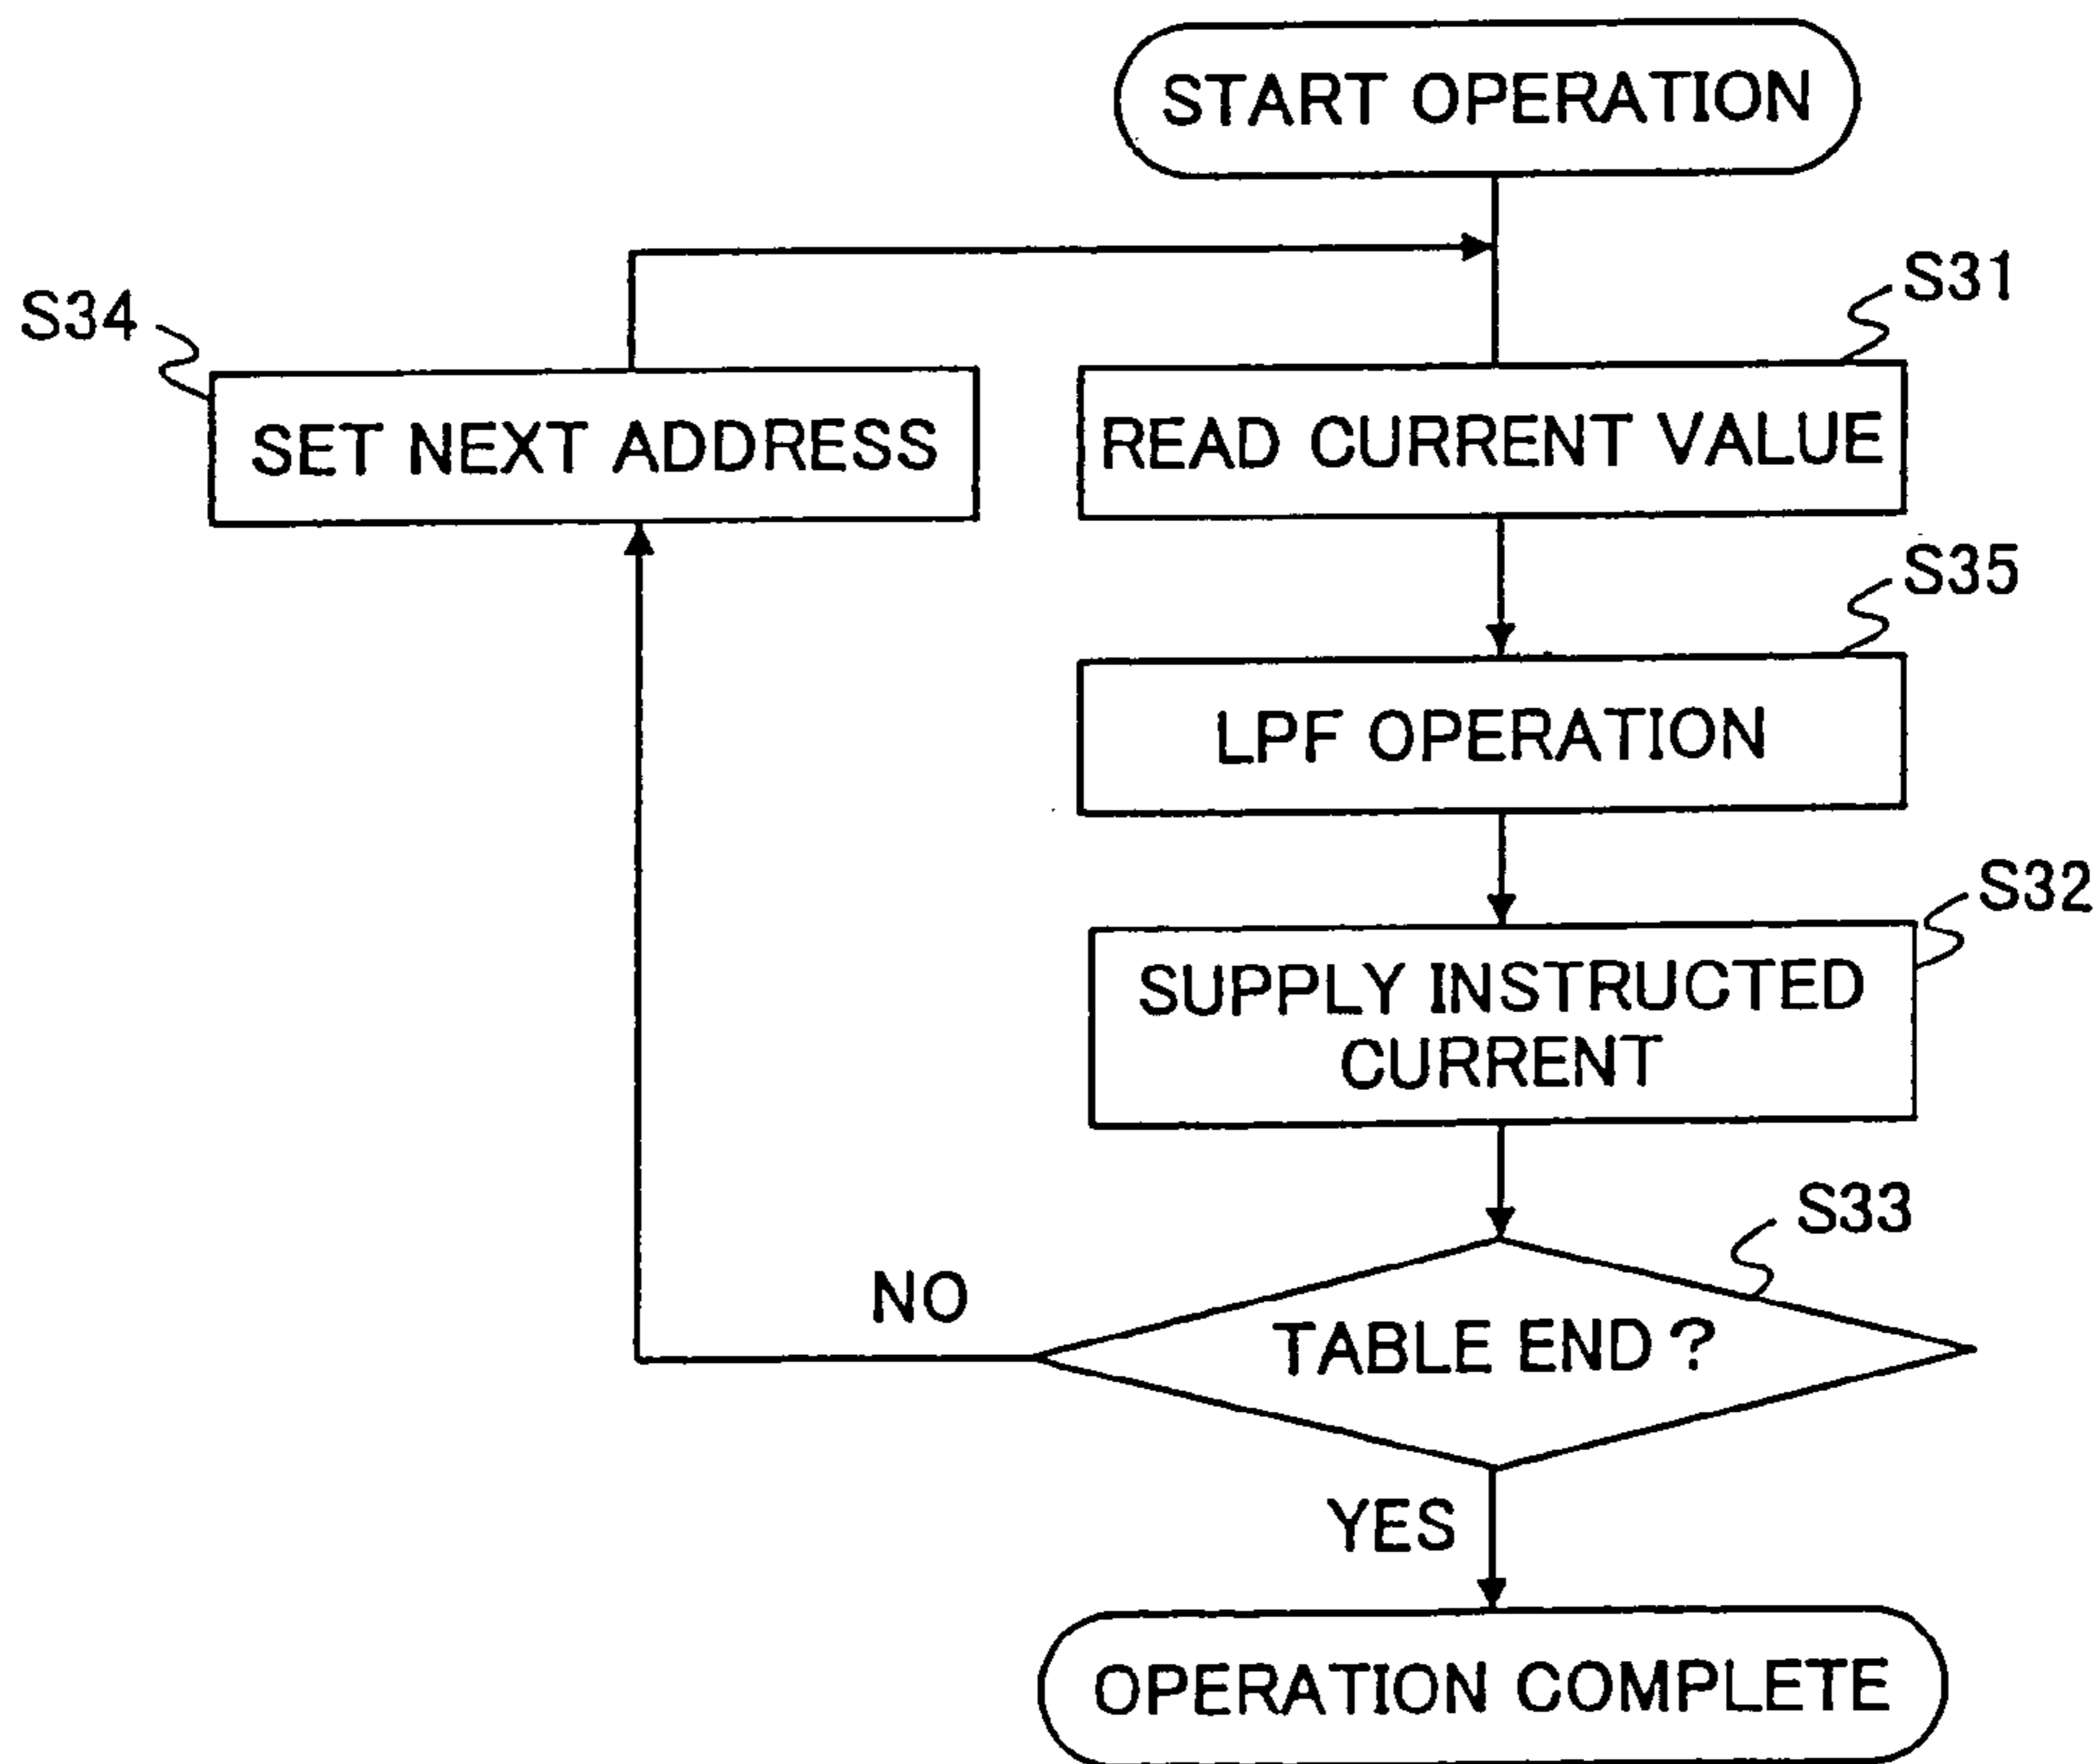 START OPERATION
S31
S34
SET NEXT ADDRESS
READ CURRENT VALUE
S35
LPF OPERATION
S32
SUPPLY INSTRUCTED
CURRENT
S33
NO
TABLE END ?
YES
OPERATION COMPLETE